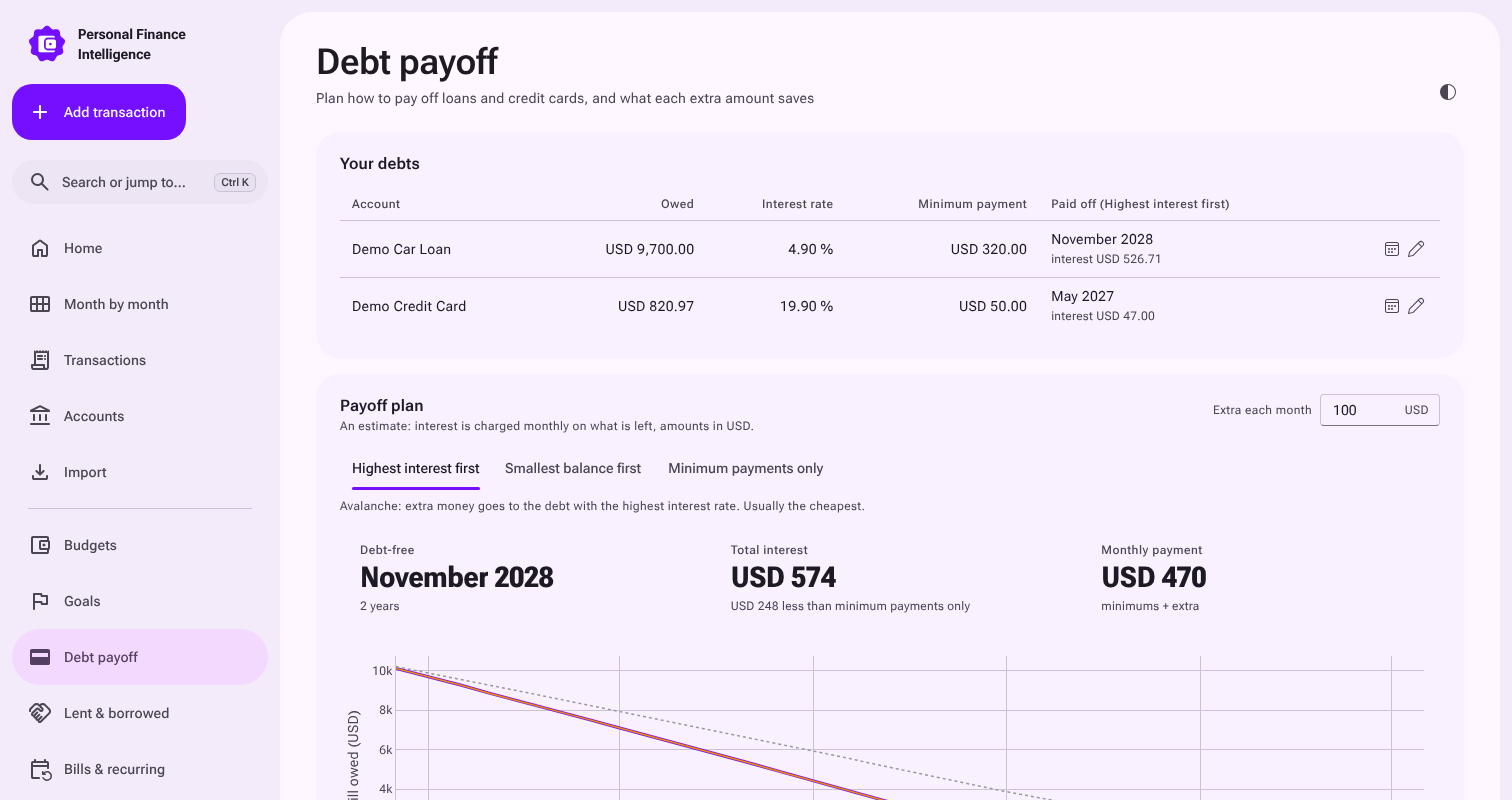 Personal Finance
Intelligence
Add transaction
Search or jump to...
Ctrl K
Home
Month by month
Transactions
Accounts
Import
Budgets
Goals
Debt payoff
Lent & borrowed
Bills & recurring
Debt payoff
Plan how to pay off loans and credit cards, and what each extra amount saves
Your debts
Account Owed Interest rate Minimum payment Paid off (Highest interest first)
Demo Car Loan USD 9,700.00 4.90 % USD 320.00 November 2028
interest USD 526.71
Demo Credit Card USD 820.97 19.90 % USD 50.00 May 2027
interest USD 47.00
Payoff plan
An estimate: interest is charged monthly on what is left, amounts in USD.
Extra each month 100 USD
Highest interest first Smallest balance first Minimum payments only
Avalanche: extra money goes to the debt with the highest interest rate. Usually the cheapest.
Debt-free Total interest Monthly payment
November 2028 USD 574 USD 470
2 years USD 248 less than minimum payments only minimums + extra
10k
8k
6k
4k
owed (USD)